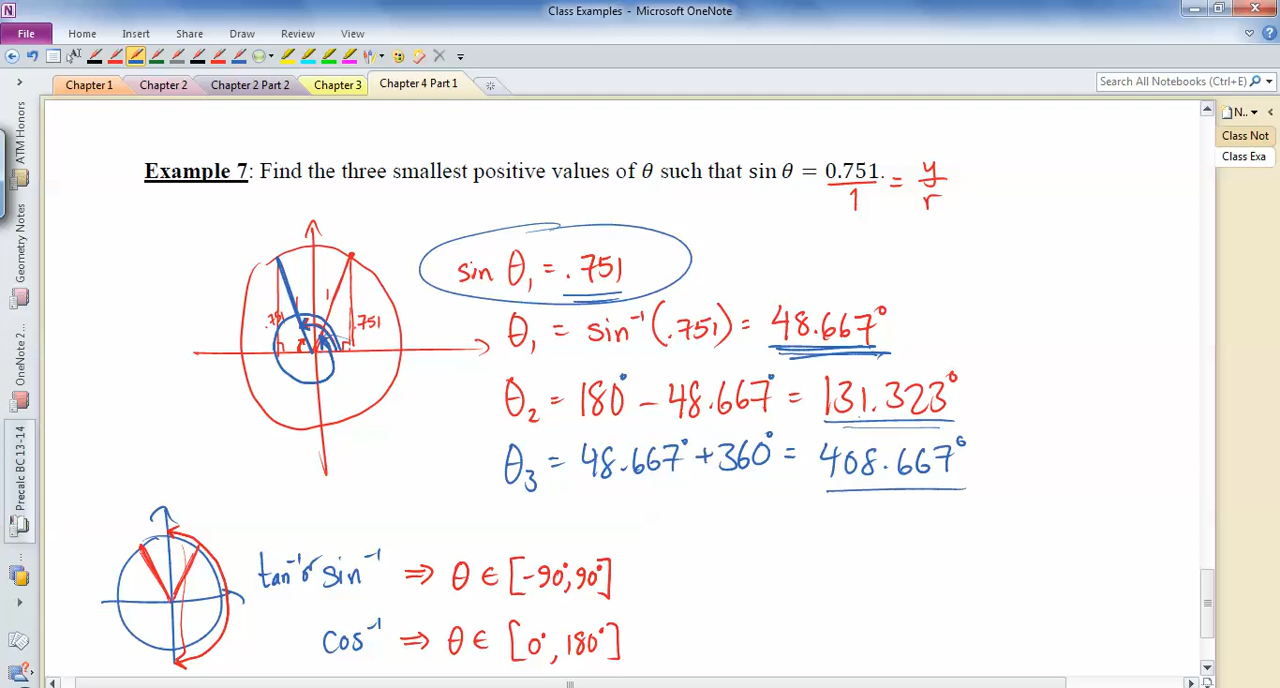 Class Examples - Microsoft OneNote
File Home Insert Share Draw Review View
Chapter 1 Chapter 2 Chapter 2 Part 2 Chapter 3 Chapter 4 Part 1
Search All Notebooks (Ctrl+E)
N..
Class Not
Class Exa
ATM Honors
Geometry Notes
OneNote 2...
Precalc BC 13-14
Example 7: Find the three smallest positive values of θ such that sin θ = 0.751.
/1 = y/r
sin θ₁ = .751
θ₁ = sin⁻¹(.751) = 48.667°
θ₂ = 180° − 48.667° = 131.323°
θ₃ = 48.667° + 360° = 408.667°
1
.751
.751
tan⁻¹ or sin⁻¹ ⇒ θ ∈ [-90°, 90°]
cos⁻¹ ⇒ θ ∈ [0°, 180°]